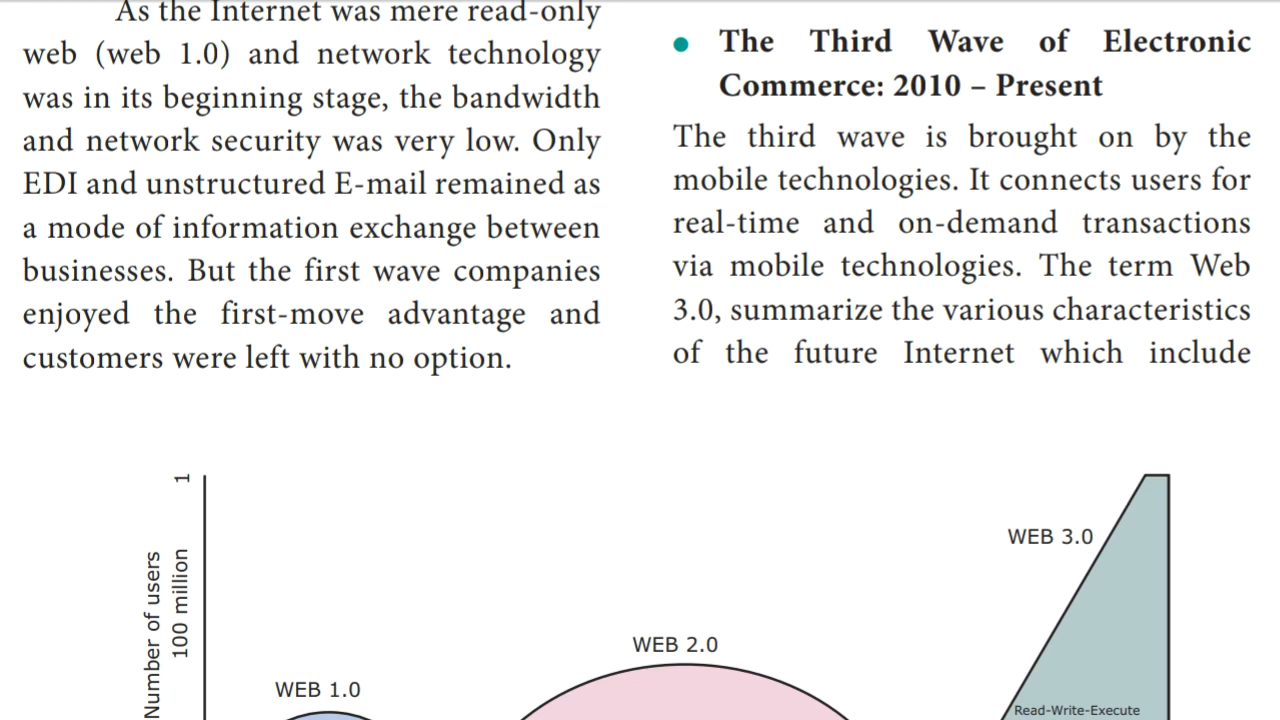 As the Internet was mere read-only
web (web 1.0) and network technology
was in its beginning stage, the bandwidth
and network security was very low. Only
EDI and unstructured E-mail remained as
a mode of information exchange between
businesses. But the first wave companies
enjoyed the first-move advantage and
customers were left with no option.
• The Third Wave of Electronic
Commerce: 2010 – Present
The third wave is brought on by the
mobile technologies. It connects users for
real-time and on-demand transactions
via mobile technologies. The term Web
3.0, summarize the various characteristics
of the future Internet which include
1
Number of users
100 million
WEB 1.0
WEB 2.0
WEB 3.0
Read-Write-Execute